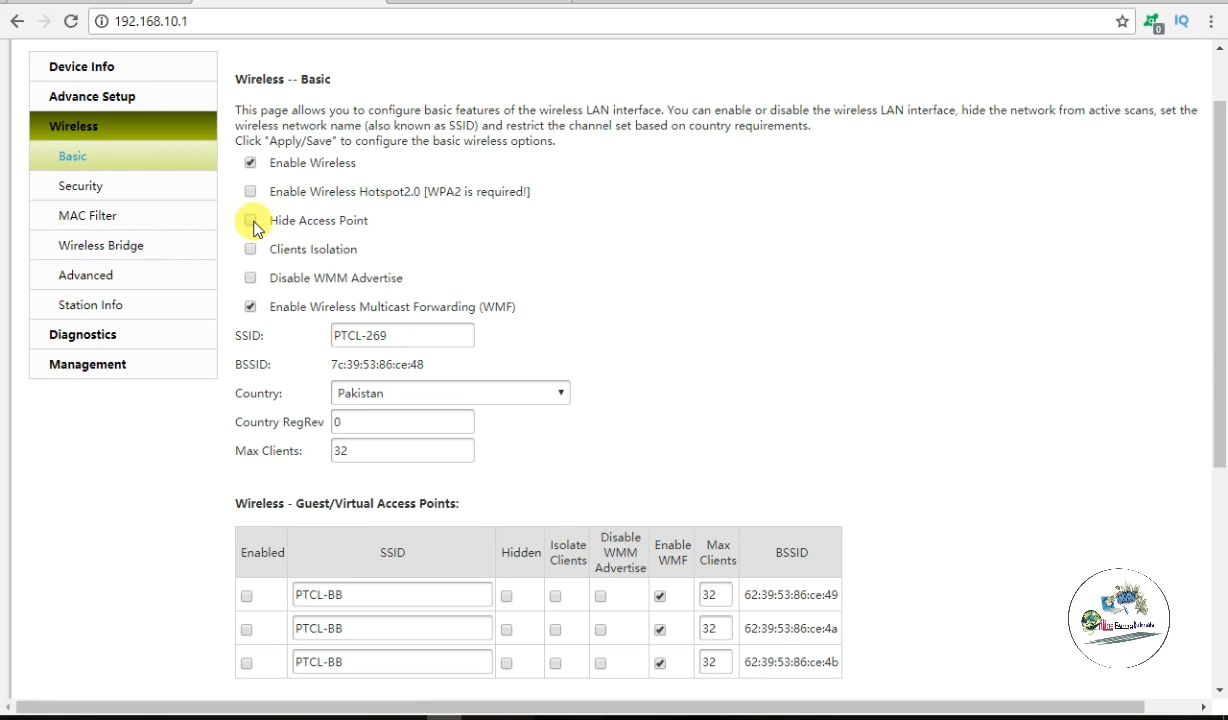 192.168.10.1
0
IQ
Device Info
Advance Setup
Wireless
Basic
Security
MAC Filter
Wireless Bridge
Advanced
Station Info
Diagnostics
Management
Wireless -- Basic
This page allows you to configure basic features of the wireless LAN interface. You can enable or disable the wireless LAN interface, hide the network from active scans, set the
wireless network name (also known as SSID) and restrict the channel set based on country requirements.
Click "Apply/Save" to configure the basic wireless options.
Enable Wireless
Enable Wireless Hotspot2.0 [WPA2 is required!]
Hide Access Point
Clients Isolation
Disable WMM Advertise
Enable Wireless Multicast Forwarding (WMF)
SSID: PTCL-269
BSSID: 7c:39:53:86:ce:48
Country: Pakistan
Country RegRev 0
Max Clients: 32
Wireless - Guest/Virtual Access Points:
Enabled SSID Hidden Isolate Clients Disable WMM Advertise Enable WMF Max Clients BSSID
PTCL-BB 32 62:39:53:86:ce:49
PTCL-BB 32 62:39:53:86:ce:4a
PTCL-BB 32 62:39:53:86:ce:4b